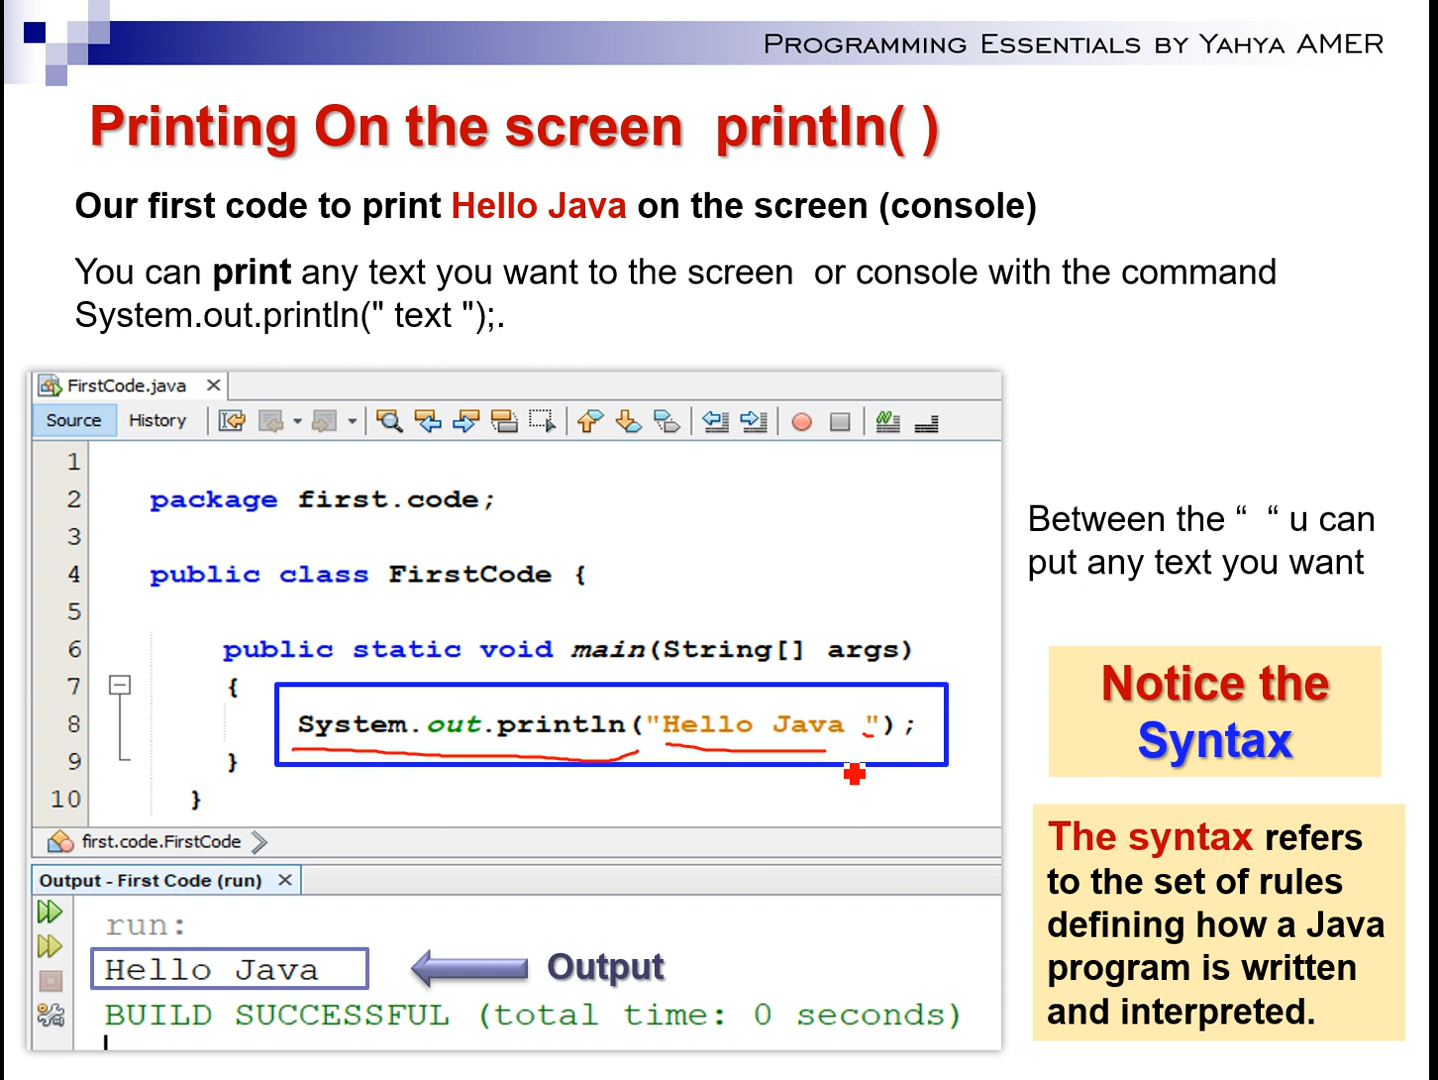 PROGRAMMING ESSENTIALS BY YAHYA AMER
Printing On the screen println( )
Our first code to print Hello Java on the screen (console)
You can print any text you want to the screen or console with the command
System.out.println(" text ");.
FirstCode.java
Source History
1
2 package first.code;
3
4 public class FirstCode {
5
6 public static void main(String[] args)
7 {
8 System.out.println("Hello Java ");
9 }
10 }
first.code.FirstCode
Output - First Code (run)
run:
Hello Java
Output
BUILD SUCCESSFUL (total time: 0 seconds)
Between the “ “ u can
put any text you want
Notice the
Syntax
The syntax refers
to the set of rules
defining how a Java
program is written
and interpreted.